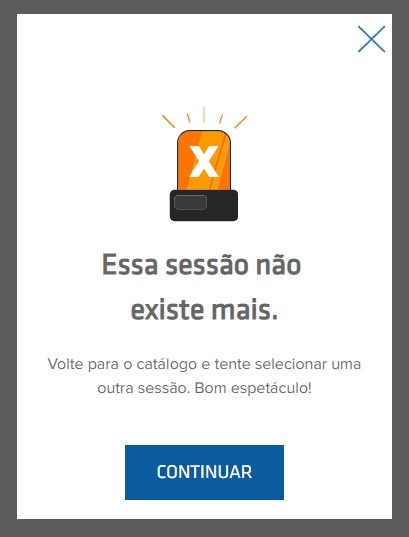 X
Essa sessão não
existe mais.
Volte para o catálogo e tente selecionar uma
outra sessão. Bom espetáculo!
CONTINUAR